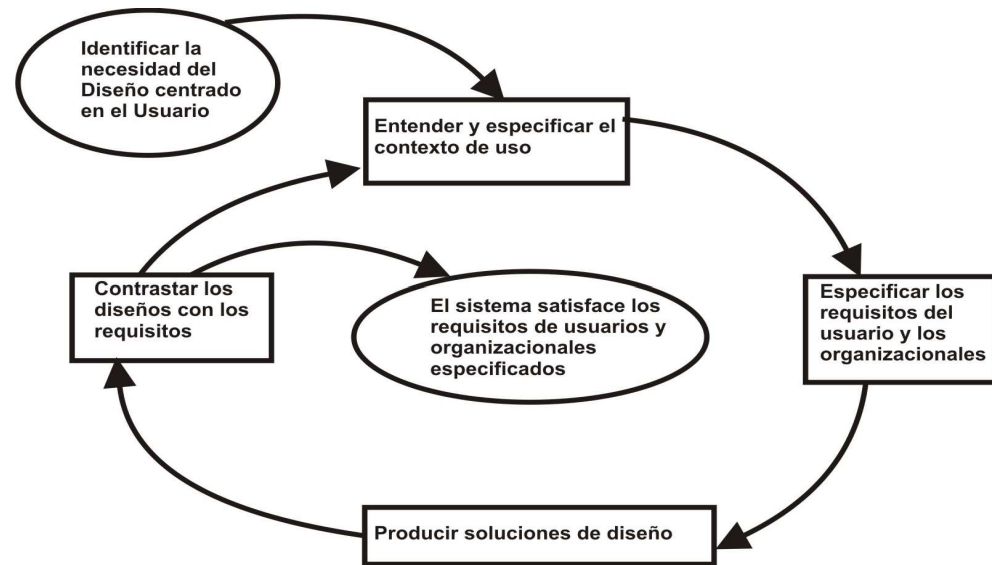 Identificar la
necesidad del
Diseño centrado
en el Usuario
Entender y especificar el
contexto de uso
Contrastar los
diseños con los
requisitos
El sistema satisface los
requisitos de usuarios y
organizacionales
especificados
Especificar los
requisitos del
usuario y los
organizacionales
Producir soluciones de diseño